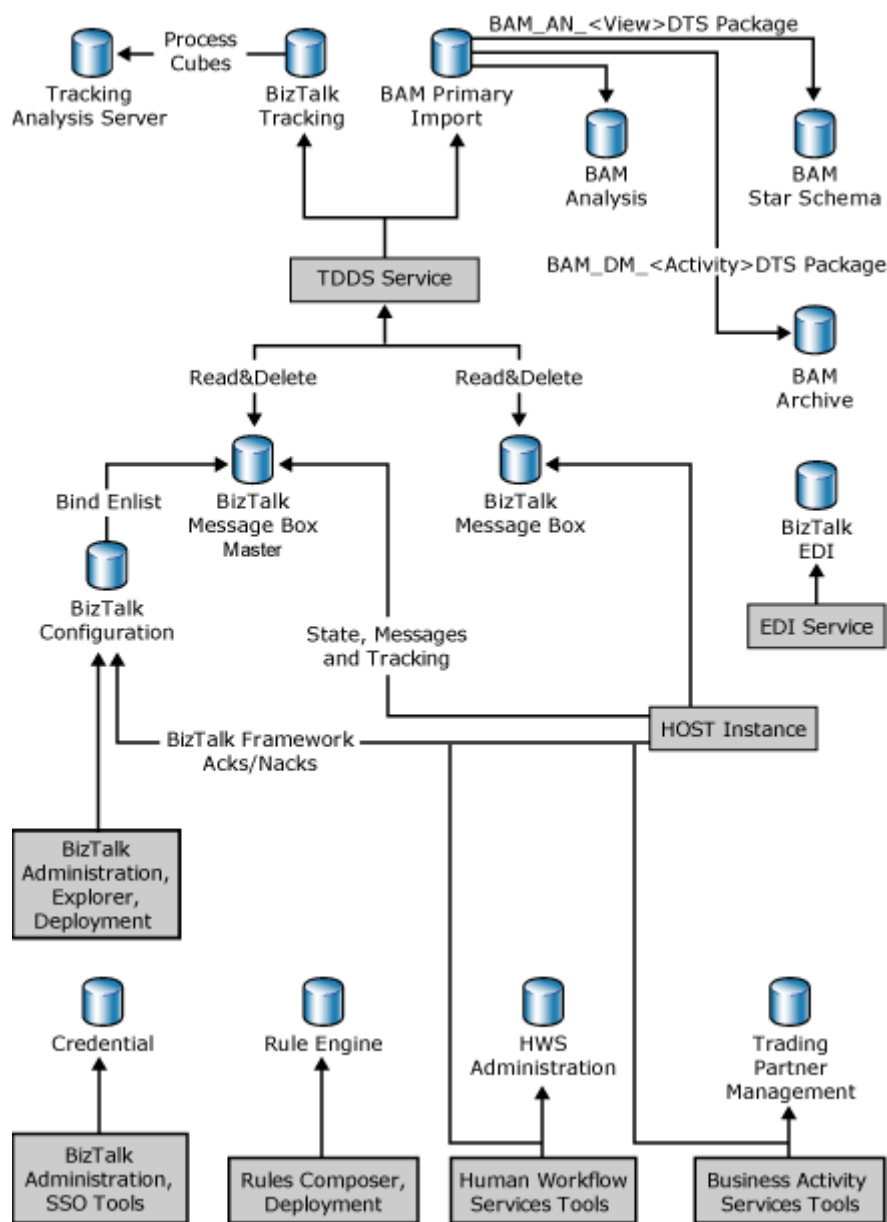 BAM_AN_<View>DTS Package
Process
Cubes
Tracking
Analysis Server
BizTalk
Tracking
BAM Primary
Import
BAM
Analysis
BAM
Star Schema
TDDS Service
BAM_DM_<Activity>DTS Package
Read&Delete
Read&Delete
BAM
Archive
Bind Enlist
BizTalk
Message Box
Master
BizTalk
Message Box
BizTalk
EDI
BizTalk
Configuration
EDI Service
State, Messages
and Tracking
HOST Instance
BizTalk Framework
Acks/Nacks
BizTalk
Administration,
Explorer,
Deployment
Credential
Rule Engine
HWS
Administration
Trading
Partner
Management
BizTalk
Administration,
SSO Tools
Rules Composer,
Deployment
Human Workflow
Services Tools
Business Activity
Services Tools